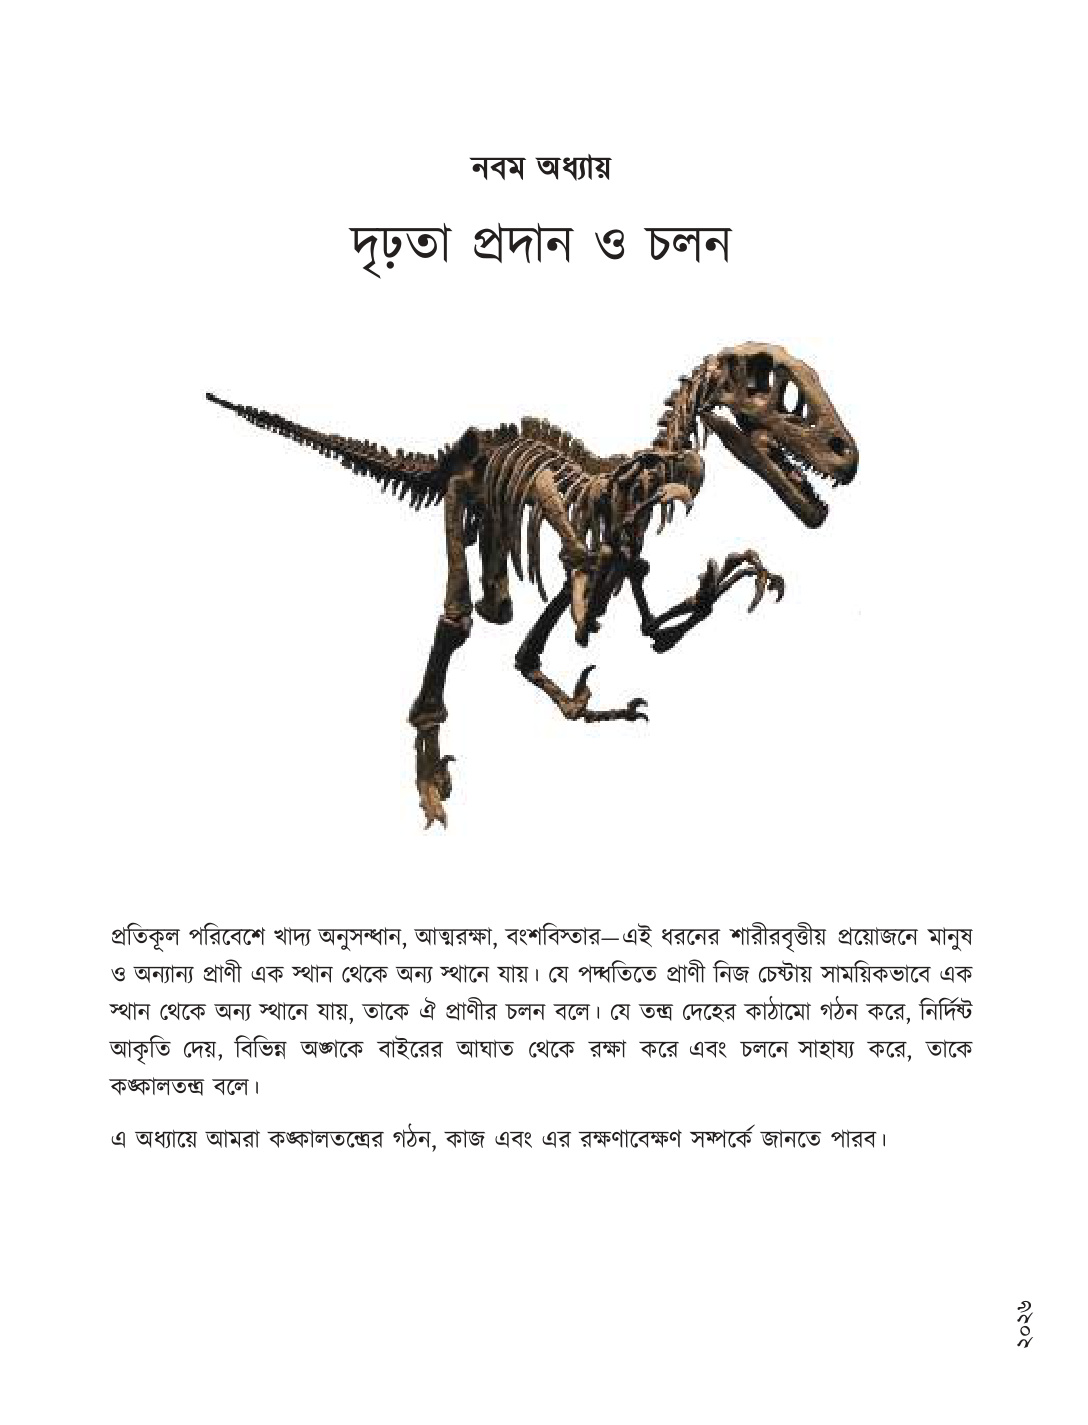 নবম অধ্যায়
দৃঢ়তা প্রদান ও চলন
প্রতিকূল পরিবেশে খাদ্য অনুসন্ধান, আত্মরক্ষা, বংশবিস্তার—এই ধরনের শারীরবৃত্তীয় প্রয়োজনে মানুষ
ও অন্যান্য প্রাণী এক স্থান থেকে অন্য স্থানে যায়। যে পদ্ধতিতে প্রাণী নিজ চেষ্টায় সাময়িকভাবে এক
স্থান থেকে অন্য স্থানে যায়, তাকে ঐ প্রাণীর চলন বলে। যে তন্ত্র দেহের কাঠামো গঠন করে, নির্দিষ্ট
আকৃতি দেয়, বিভিন্ন অঙ্গকে বাইরের আঘাত থেকে রক্ষা করে এবং চলনে সাহায্য করে, তাকে
কঙ্কালতন্ত্র বলে।
এ অধ্যায়ে আমরা কঙ্কালতন্ত্রের গঠন, কাজ এবং এর রক্ষণাবেক্ষণ সম্পর্কে জানতে পারব।
২০২৬